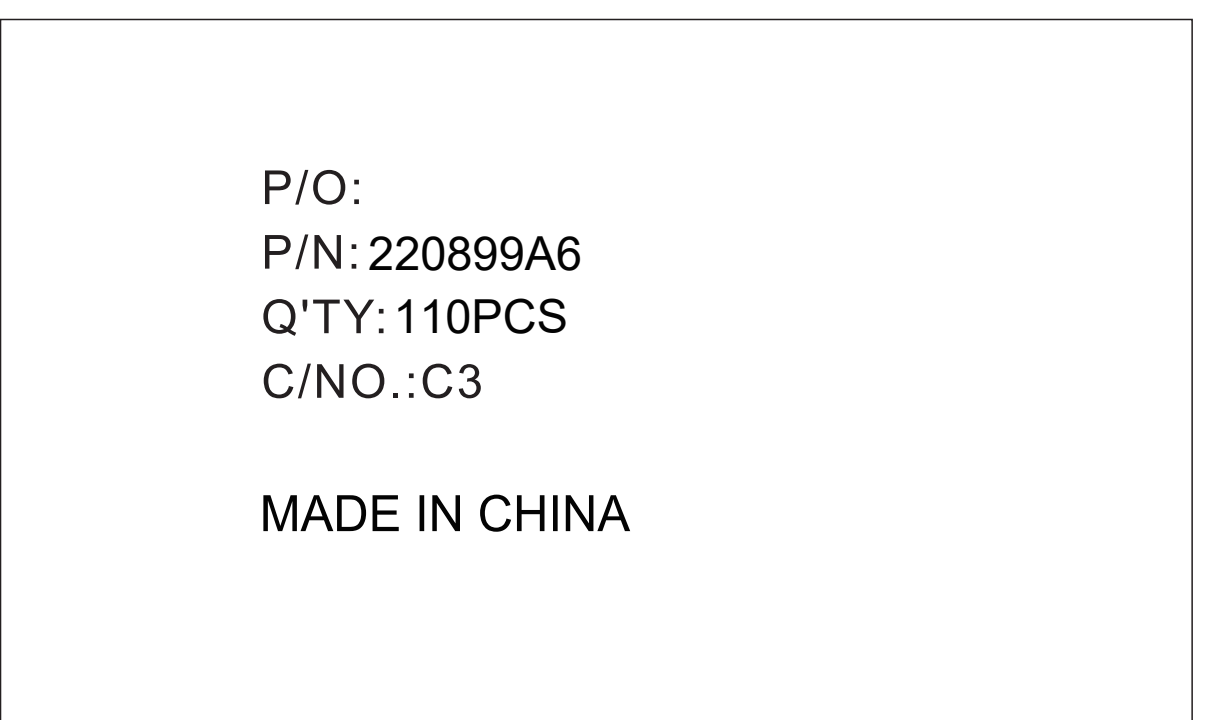 P/O:
P/N: 220899A6
Q'TY: 110PCS
C/NO.:C3
MADE IN CHINA